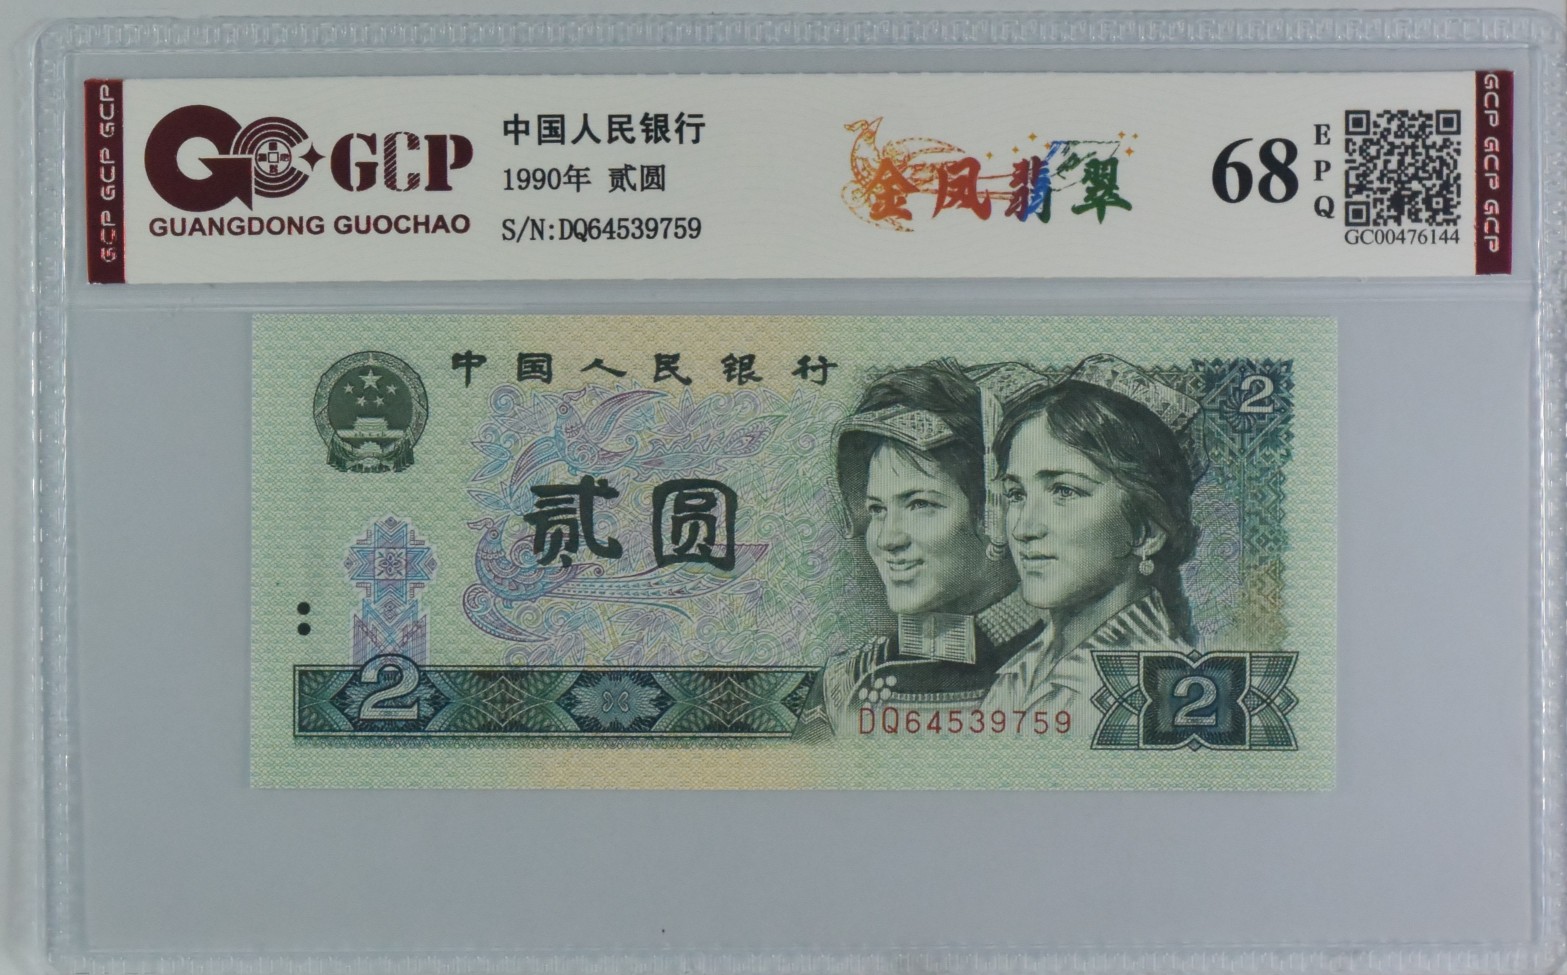 GCP GCP GCP
GCP
GUANGDONG GUOCHAO
中国人民银行
1990年 贰圆
S/N:DQ64539759
金凤翡翠
68
EPQ
GC00476144
GCP GCP GCP
中国人民银行
2
贰圆
2
DQ64539759
2